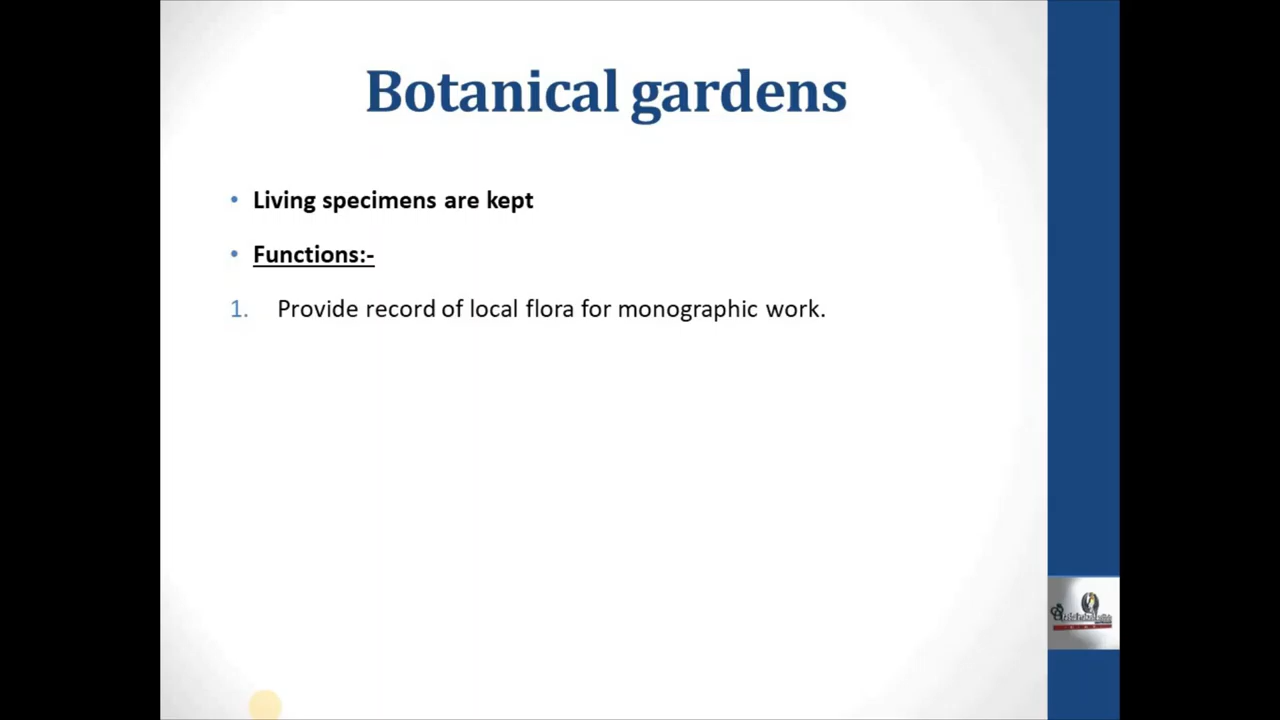 Botanical gardens
• Living specimens are kept
• Functions:-
1. Provide record of local flora for monographic work.